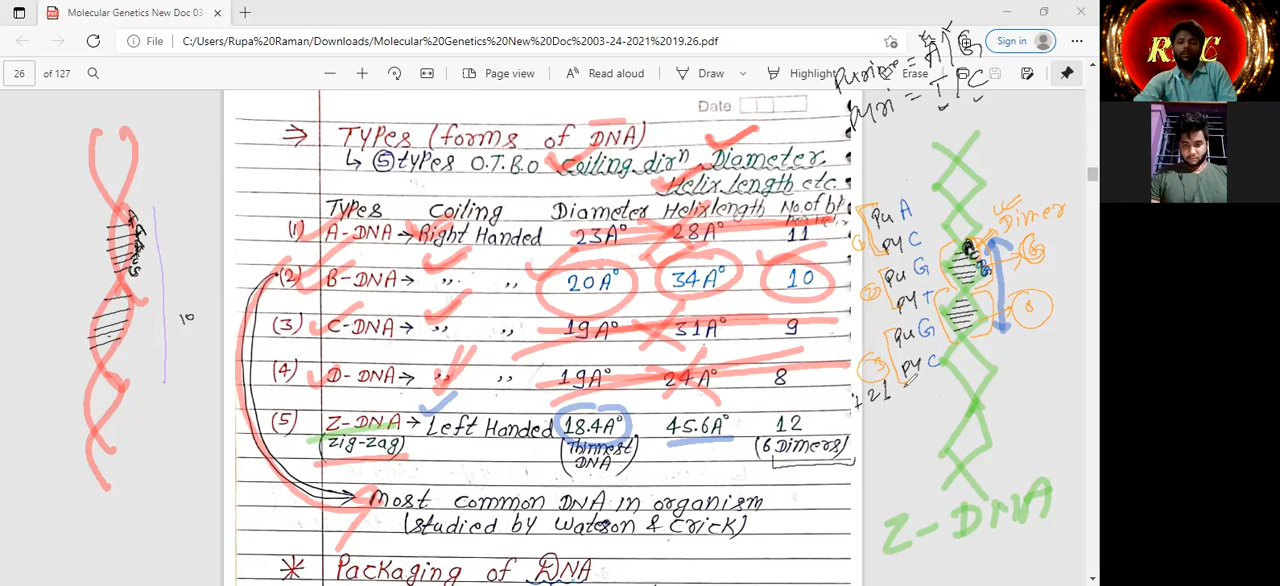 Molecular Genetics New Doc 03-
File
C:/Users/Rupa%20Raman/Downloads/Molecular%20Genetics%20New%20Doc%2003-24-2021%2019.26.pdf
Sign in
26 of 127
Page view
Read aloud
Draw
Highlight
Erase
Date
⇒ TYPES (forms of DNA)
↳ ⑤ types O.T.B.O Coiling dirⁿ, Diameter,
Helix length etc.
Types Coiling Diameter Helix length No. of bp
(1) A-DNA → Right Handed 23A° 28A° 11
(2) B-DNA → ,, ,, 20A° 34A° 10
(3) C-DNA → ,, ,, 19A° 31A° 9
(4) D-DNA → ,, ,, 19A° 24A° 8
(5) Z-DNA → Left Handed 18.4A° 45.6A° 12
(zig-zag) (Thinnest DNA) (6 Dimers)
→ Most common DNA in organism
(studied by Watson & Crick)
* Packaging of DNA
10
purine = A/G
pyri = T/C
pu A
py C
pu G
py T
pu G
py C
Dimer
Z-DNA